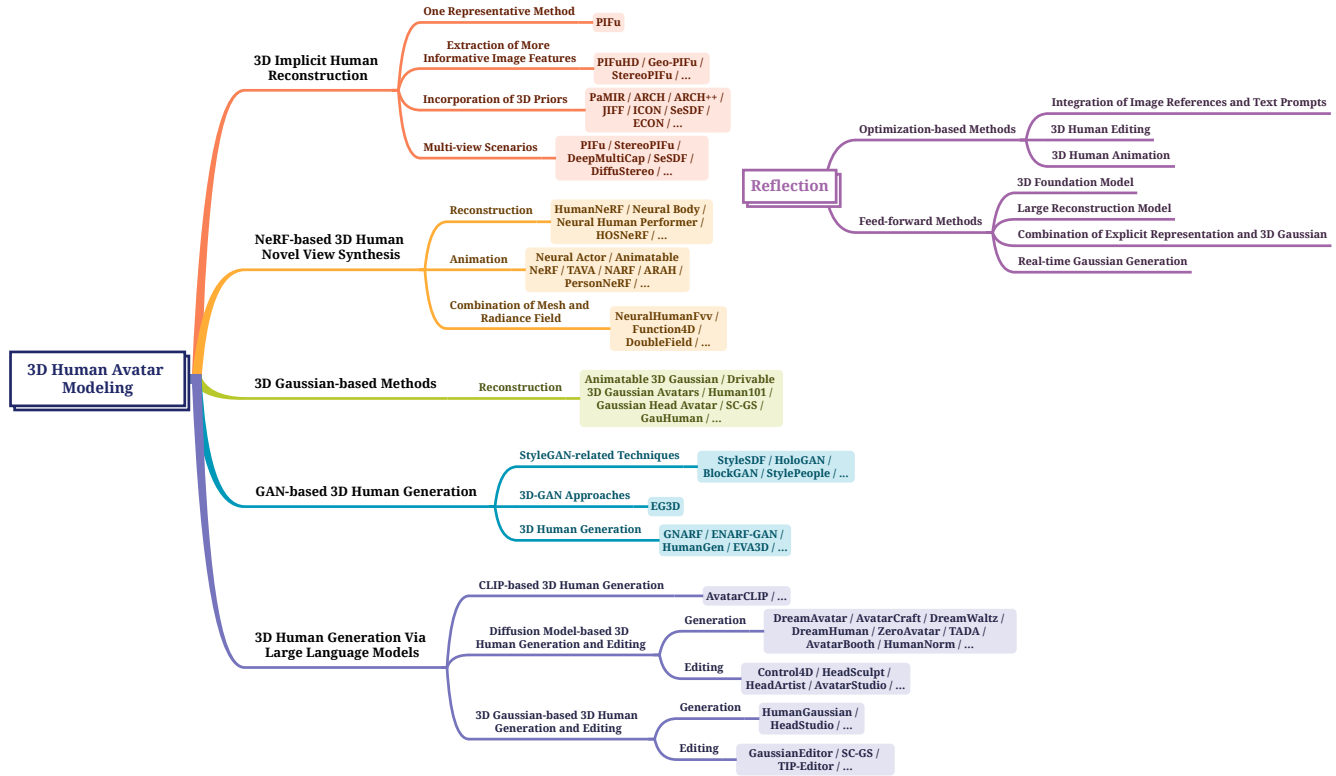 3D Human Avatar
Modeling
3D Implicit Human
Reconstruction
One Representative Method
PIFu
Extraction of More
Informative Image Features
PIFuHD / Geo-PIFu /
StereoPIFu / ...
Incorporation of 3D Priors
PaMIR / ARCH / ARCH++ /
JIFF / ICON / SeSDF /
ECON / ...
Multi-view Scenarios
PIFu / StereoPIFu /
DeepMultiCap / SeSDF /
DiffuStereo / ...
NeRF-based 3D Human
Novel View Synthesis
Reconstruction
HumanNeRF / Neural Body /
Neural Human Performer /
HOSNeRF / ...
Animation
Neural Actor / Animatable
NeRF / TAVA / NARF / ARAH /
PersonNeRF / ...
Combination of Mesh and
Radiance Field
NeuralHumanFvv /
Function4D /
DoubleField / ...
3D Gaussian-based Methods
Reconstruction
Animatable 3D Gaussian / Drivable
3D Gaussian Avatars / Human101 /
Gaussian Head Avatar / SC-GS /
GauHuman / ...
GAN-based 3D Human Generation
StyleGAN-related Techniques
StyleSDF / HoloGAN /
BlockGAN / StylePeople / ...
3D-GAN Approaches
EG3D
3D Human Generation
GNARF / ENARF-GAN /
HumanGen / EVA3D / ...
3D Human Generation Via
Large Language Models
CLIP-based 3D Human Generation
AvatarCLIP / ...
Diffusion Model-based 3D
Human Generation and Editing
Generation
DreamAvatar / AvatarCraft / DreamWaltz /
DreamHuman / ZeroAvatar / TADA /
AvatarBooth / HumanNorm / ...
Editing
Control4D / HeadSculpt /
HeadArtist / AvatarStudio / ...
3D Gaussian-based 3D Human
Generation and Editing
Generation
HumanGaussian /
HeadStudio / ...
Editing
GaussianEditor / SC-GS /
TIP-Editor / ...
Reflection
Optimization-based Methods
Integration of Image References and Text Prompts
3D Human Editing
3D Human Animation
Feed-forward Methods
3D Foundation Model
Large Reconstruction Model
Combination of Explicit Representation and 3D Gaussian
Real-time Gaussian Generation